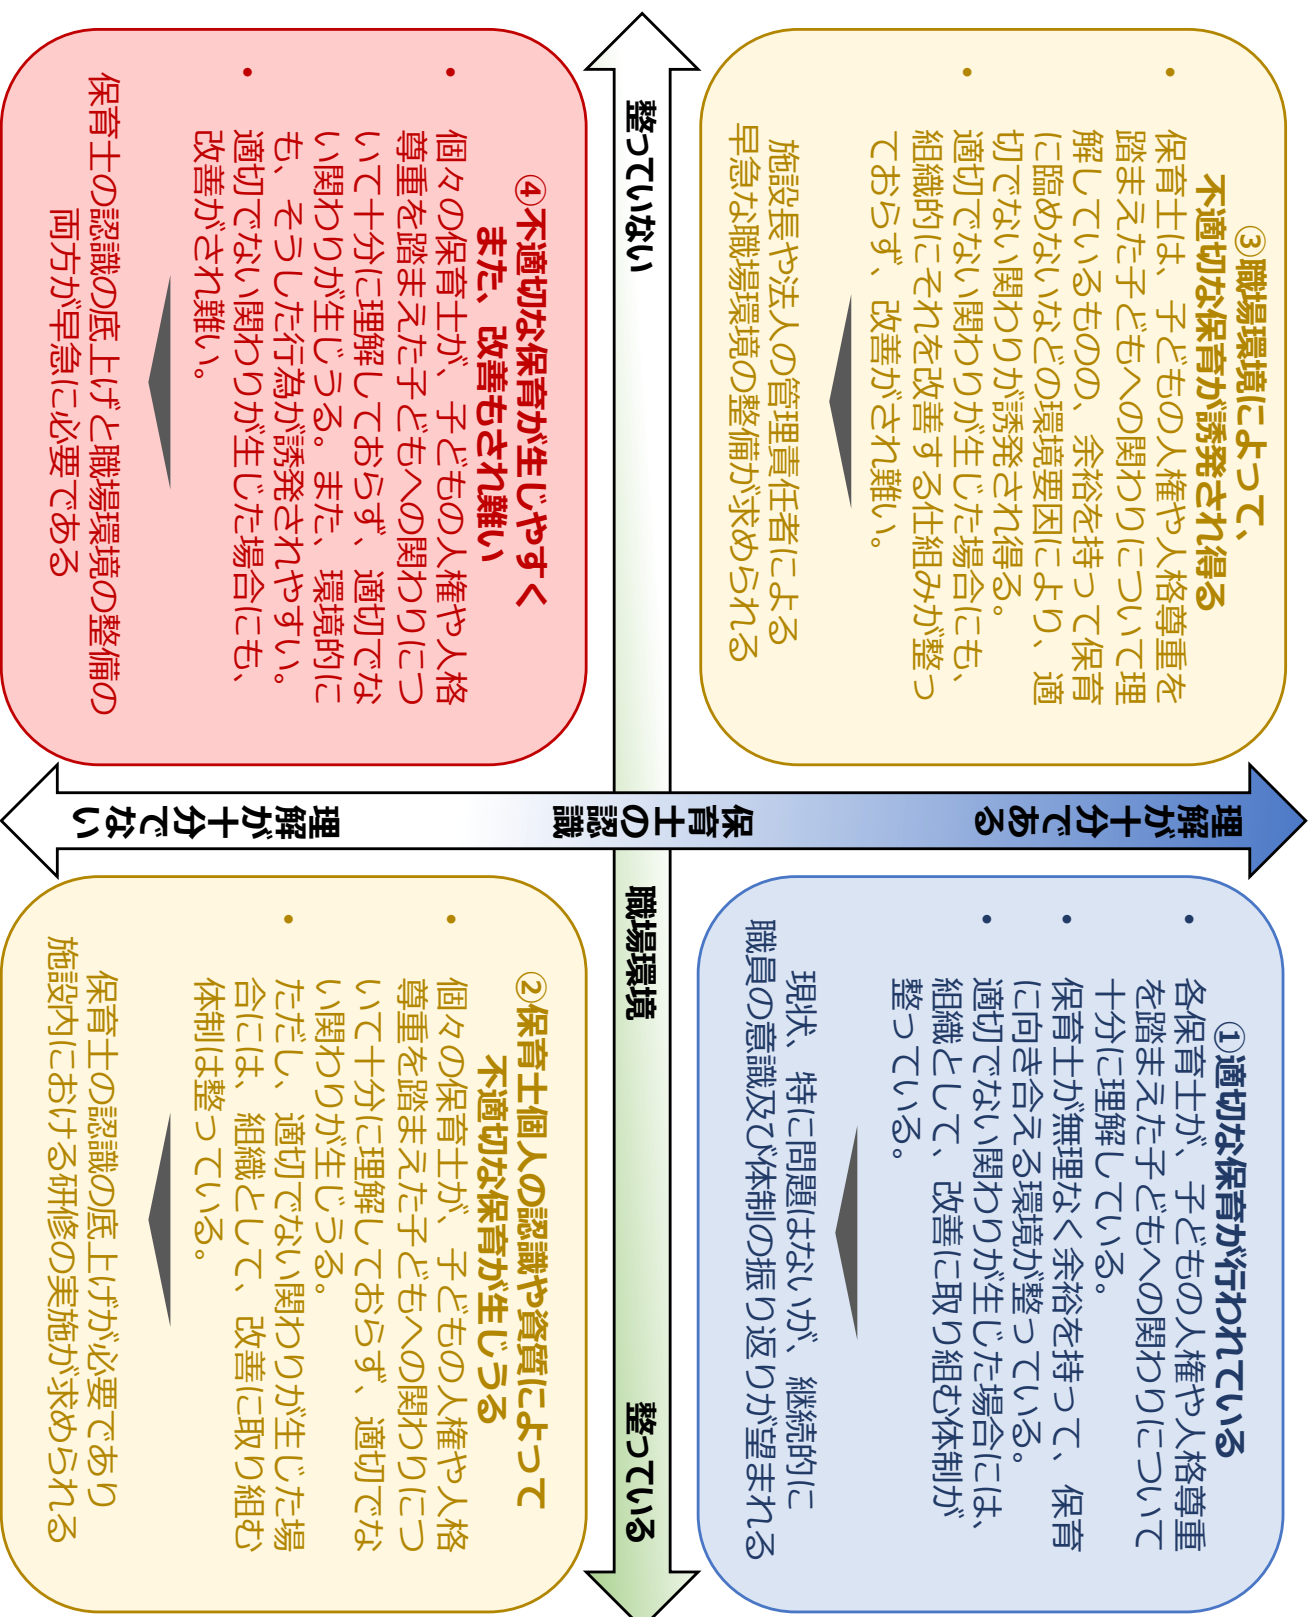 ③職場環境によって、
不適切な保育が誘発され得る
• 保育士は、子どもの人権や人格尊重を
踏まえた子どもへの関わりについて理
解しているものの、余裕を持って保育
に臨めないなどの環境要因により、適
切でない関わりが誘発され得る。
• 適切でない関わりが生じた場合にも、
組織的にそれを改善する仕組みが整っ
ておらず、改善がされ難い。
施設長や法人の管理責任者による
早急な職場環境の整備が求められる
理解が十分である
①適切な保育が行われている
• 各保育士が、子どもの人権や人格尊重
を踏まえた子どもへの関わりについて
十分に理解している。
• 保育士が無理なく余裕を持って、保育
に向き合える環境が整っている。
• 適切でない関わりが生じた場合には、
組織として、改善に取り組む体制が
整っている。
現状、特に問題はないが、継続的に
職員の意識及び体制の振り返りが望まれる
整っていない
保育士の認識
職場環境
整っている
④不適切な保育が生じやすく
また、改善もされ難い
• 個々の保育士が、子どもの人権や人格
尊重を踏まえた子どもへの関わりにつ
いて十分に理解しておらず、適切でな
い関わりが生じうる。また、環境的に
も、そうした行為が誘発されやすい。
• 適切でない関わりが生じた場合にも、
改善がされ難い。
保育士の認識の底上げと職場環境の整備の
両方が早急に必要である
理解が十分でない
②保育士個人の認識や資質によって
不適切な保育が生じうる
• 個々の保育士が、子どもの人権や人格
尊重を踏まえた子どもへの関わりにつ
いて十分に理解しておらず、適切でな
い関わりが生じうる。
• ただし、適切でない関わりが生じた場
合には、組織として、改善に取り組む
体制は整っている。
保育士の認識の底上げが必要であり
施設内における研修の実施が求められる